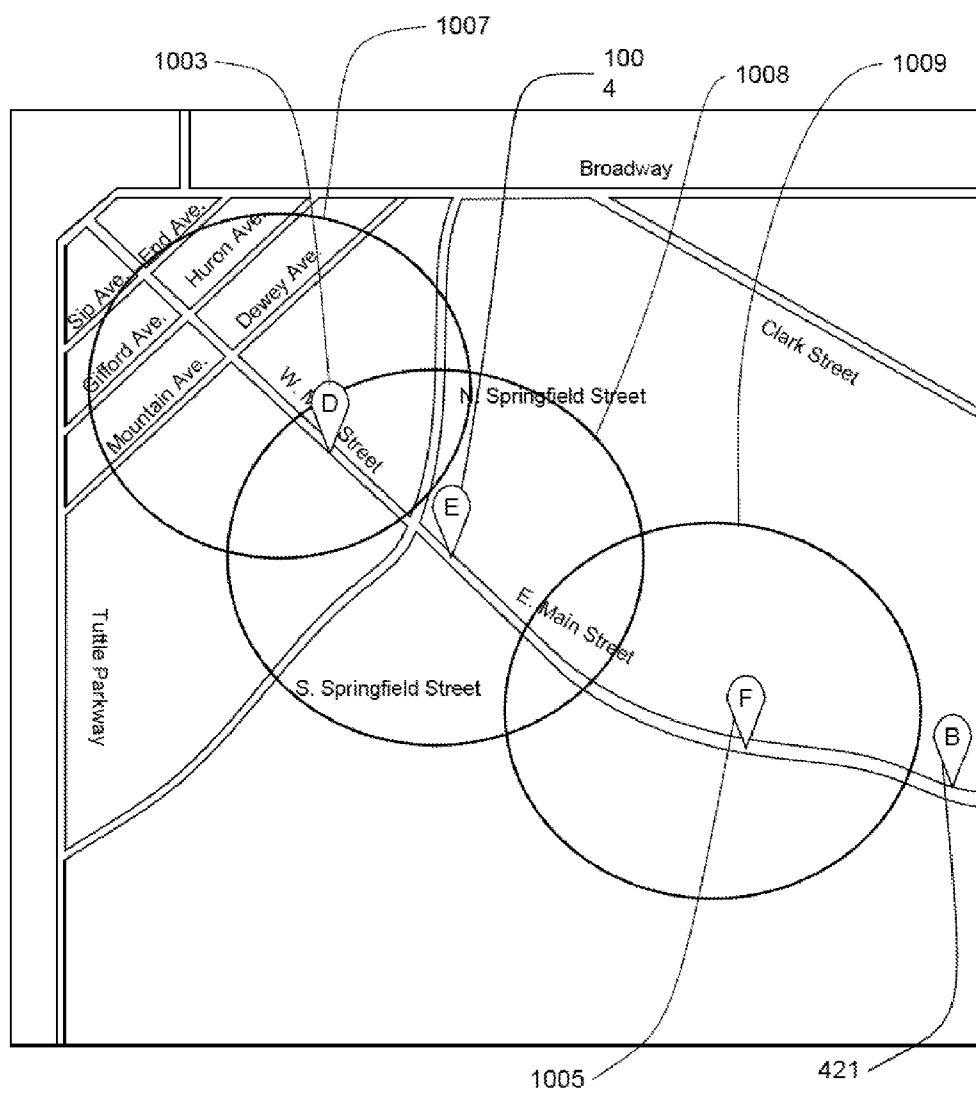 1007
1003
100
4
1008
1009
Broadway
End Ave.
Sip Ave.
Huron Ave.
Dewey Ave.
Gifford Ave.
Mountain Ave.
Clark Street
W. M
Street
D
N. Springfield Street
E
E. Main Street
Tuttle Parkway
S. Springfield Street
F
B
1005
421